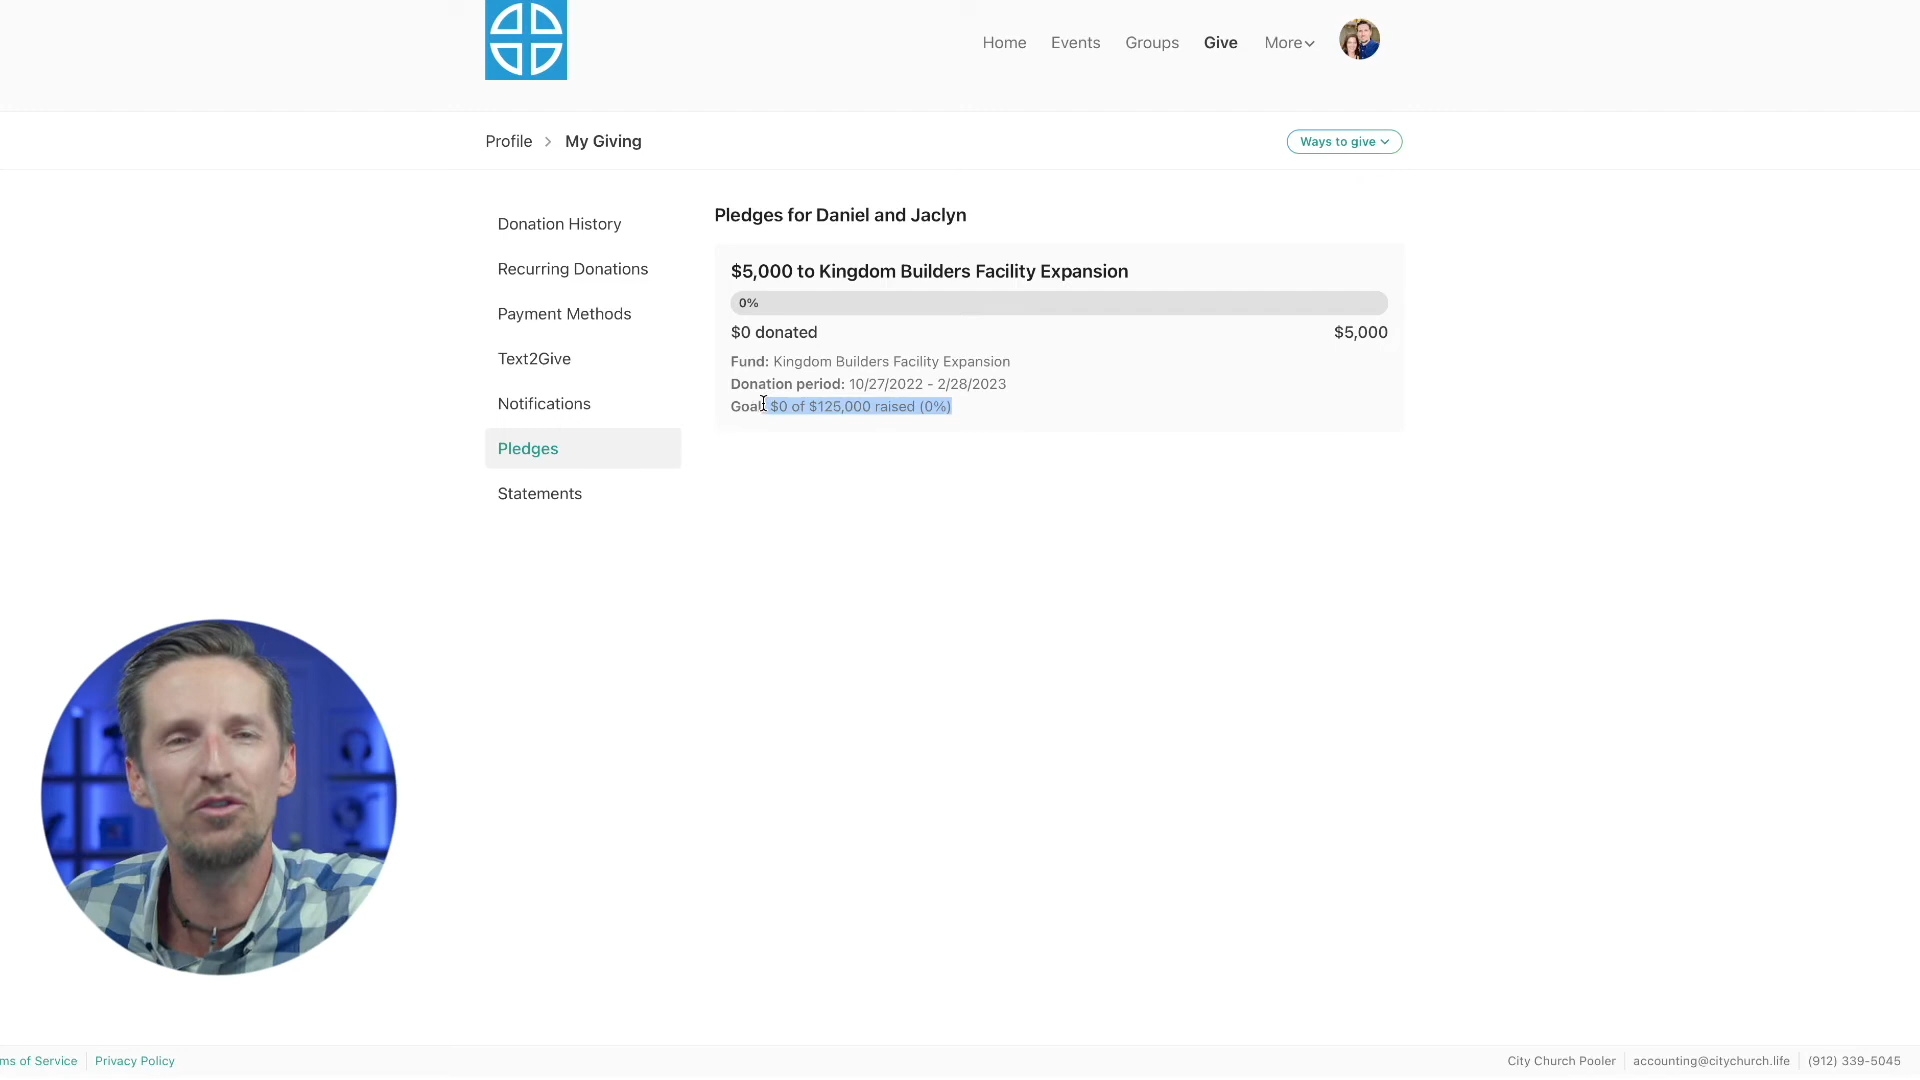 Home Events Groups Give More
Profile > My Giving
Ways to give
Donation History
Recurring Donations
Payment Methods
Text2Give
Notifications
Pledges
Statements
Pledges for Daniel and Jaclyn
$5,000 to Kingdom Builders Facility Expansion
0%
$0 donated $5,000
Fund: Kingdom Builders Facility Expansion
Donation period: 10/27/2022 - 2/28/2023
Goal: $0 of $125,000 raised (0%)
ms of Service Privacy Policy
City Church Pooler accounting@citychurch.life (912) 339-5045